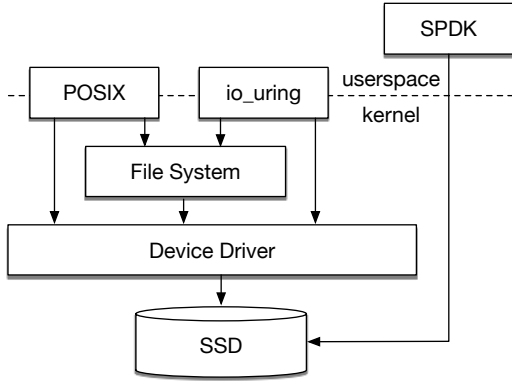 SPDK
POSIX
io_uring
userspace
kernel
File System
Device Driver
SSD